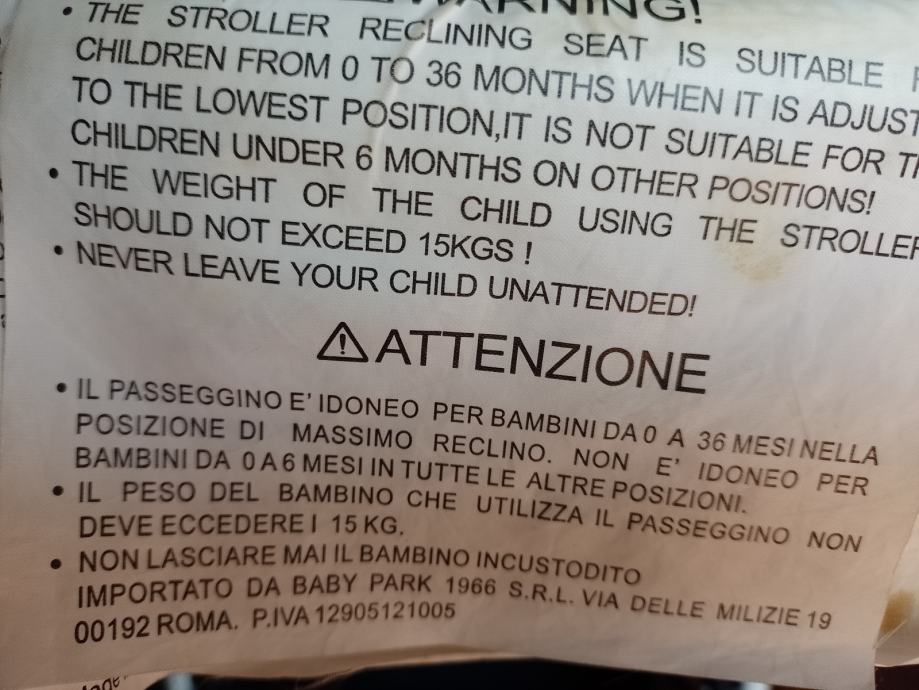 WARNING!
• THE STROLLER RECLINING SEAT IS SUITABLE
CHILDREN FROM 0 TO 36 MONTHS WHEN IT IS ADJUST
TO THE LOWEST POSITION,IT IS NOT SUITABLE FOR
CHILDREN UNDER 6 MONTHS ON OTHER POSITIONS!
• THE WEIGHT OF THE CHILD USING THE STROLLER
SHOULD NOT EXCEED 15KGS !
• NEVER LEAVE YOUR CHILD UNATTENDED!
⚠ ATTENZIONE
• IL PASSEGGINO E' IDONEO PER BAMBINI DA 0 A 36 MESI NELLA
POSIZIONE DI MASSIMO RECLINO. NON E' IDONEO PER
BAMBINI DA 0 A 6 MESI IN TUTTE LE ALTRE POSIZIONI.
• IL PESO DEL BAMBINO CHE UTILIZZA IL PASSEGGINO NON
DEVE ECCEDERE I 15 KG.
• NON LASCIARE MAI IL BAMBINO INCUSTODITO
IMPORTATO DA BABY PARK 1966 S.R.L. VIA DELLE MILIZIE 19
00192 ROMA. P.IVA 12905121005